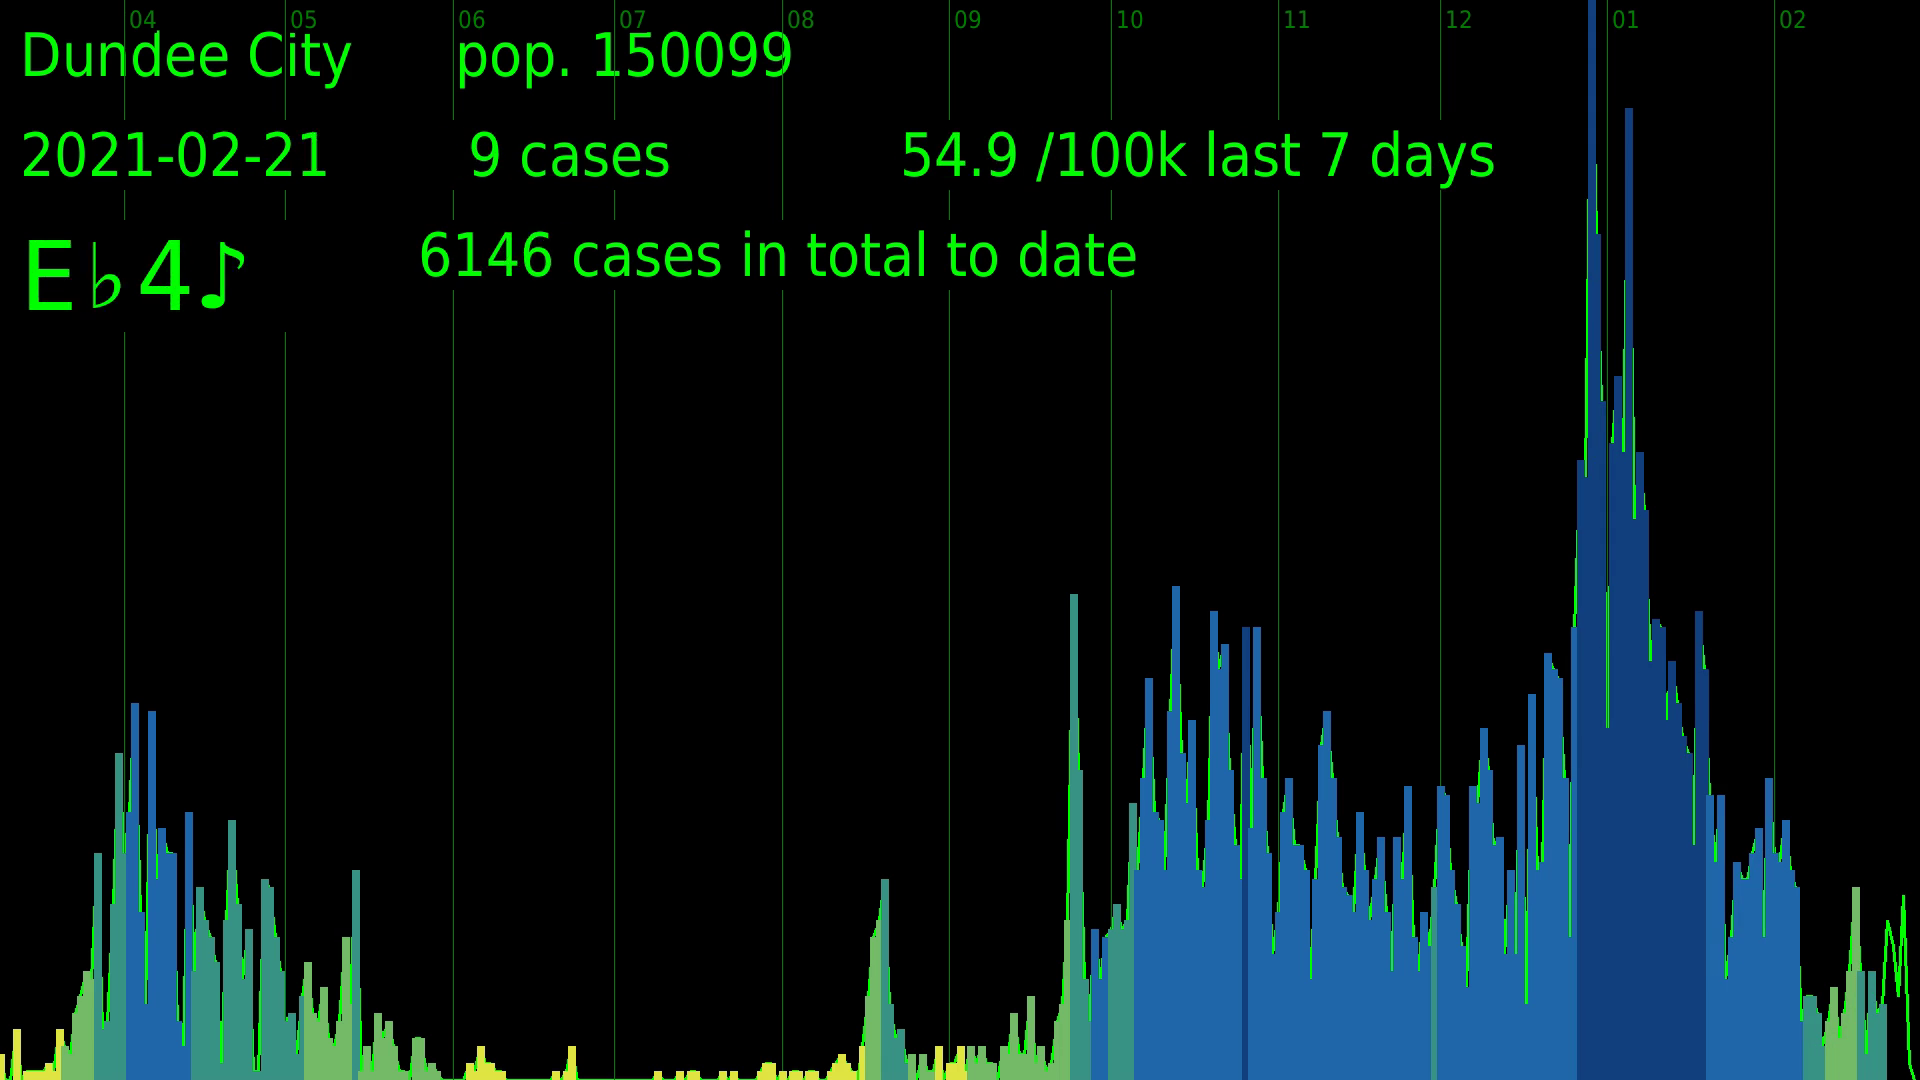 04 05 06 07 08 09 10 11 12 01 02
Dundee City pop. 150099
2021-02-21 9 cases 54.9 /100k last 7 days
E♭4♪ 6146 cases in total to date